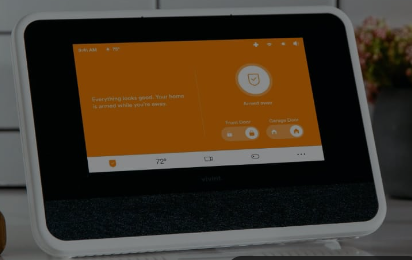 Everything looks good. Your home
is armed while you're away.
Armed Away
Front Door
Garage Door
72°